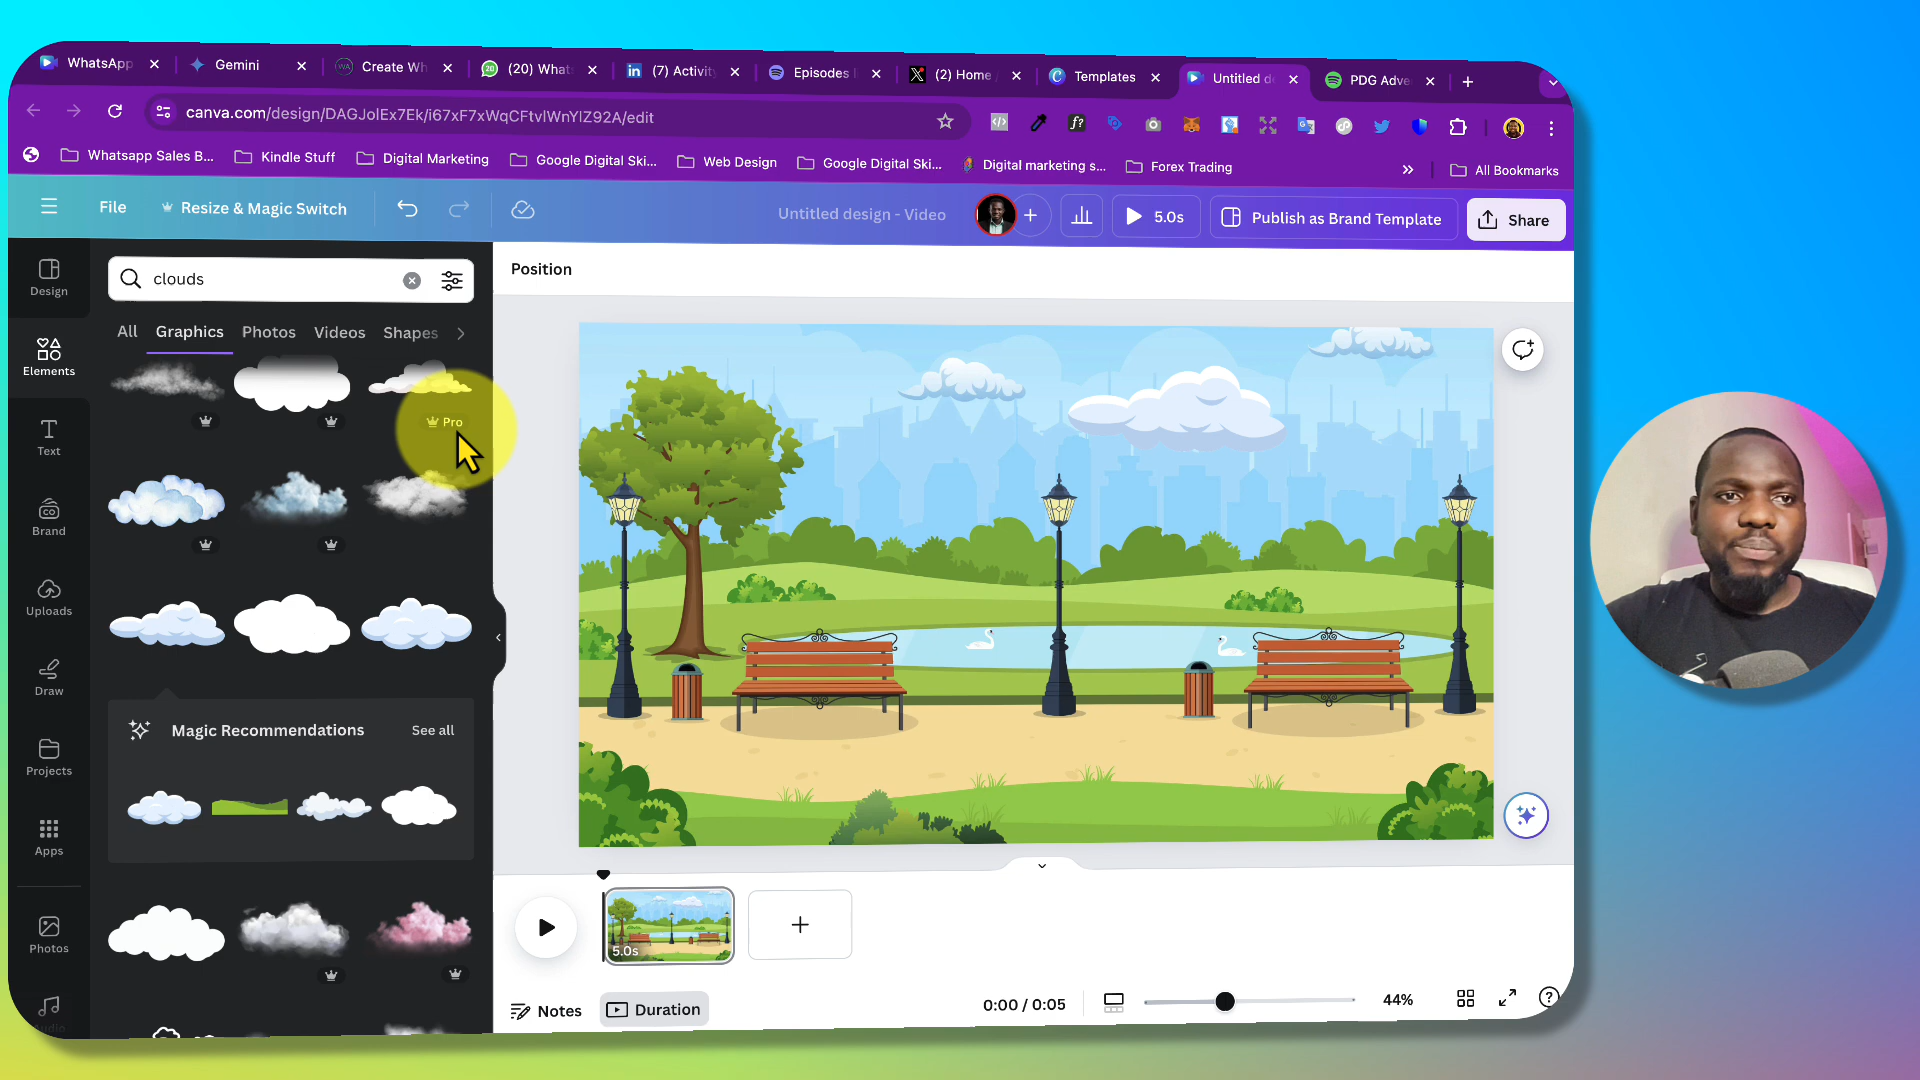 WhatsApp
Gemini
Create Wh
(20) What
(7) Activity
Episodes
(2) Home
Templates
Untitled d
PDG Adve
canva.com/design/DAGJolEx7Ek/i67xF7xWqCFtvIWnYIZ92A/edit
Whatsapp Sales B...
Kindle Stuff
Digital Marketing
Google Digital Ski...
Web Design
Google Digital Ski...
Digital marketing s...
Forex Trading
»
All Bookmarks
File
Resize & Magic Switch
Untitled design - Video
5.0s
Publish as Brand Template
Share
Design
Elements
Text
Brand
Uploads
Draw
Projects
Apps
Photos
Audio
clouds
All
Graphics
Photos
Videos
Shapes
Pro
Magic Recommendations
See all
Position
5.0s
Notes
Duration
0:00 / 0:05
44%